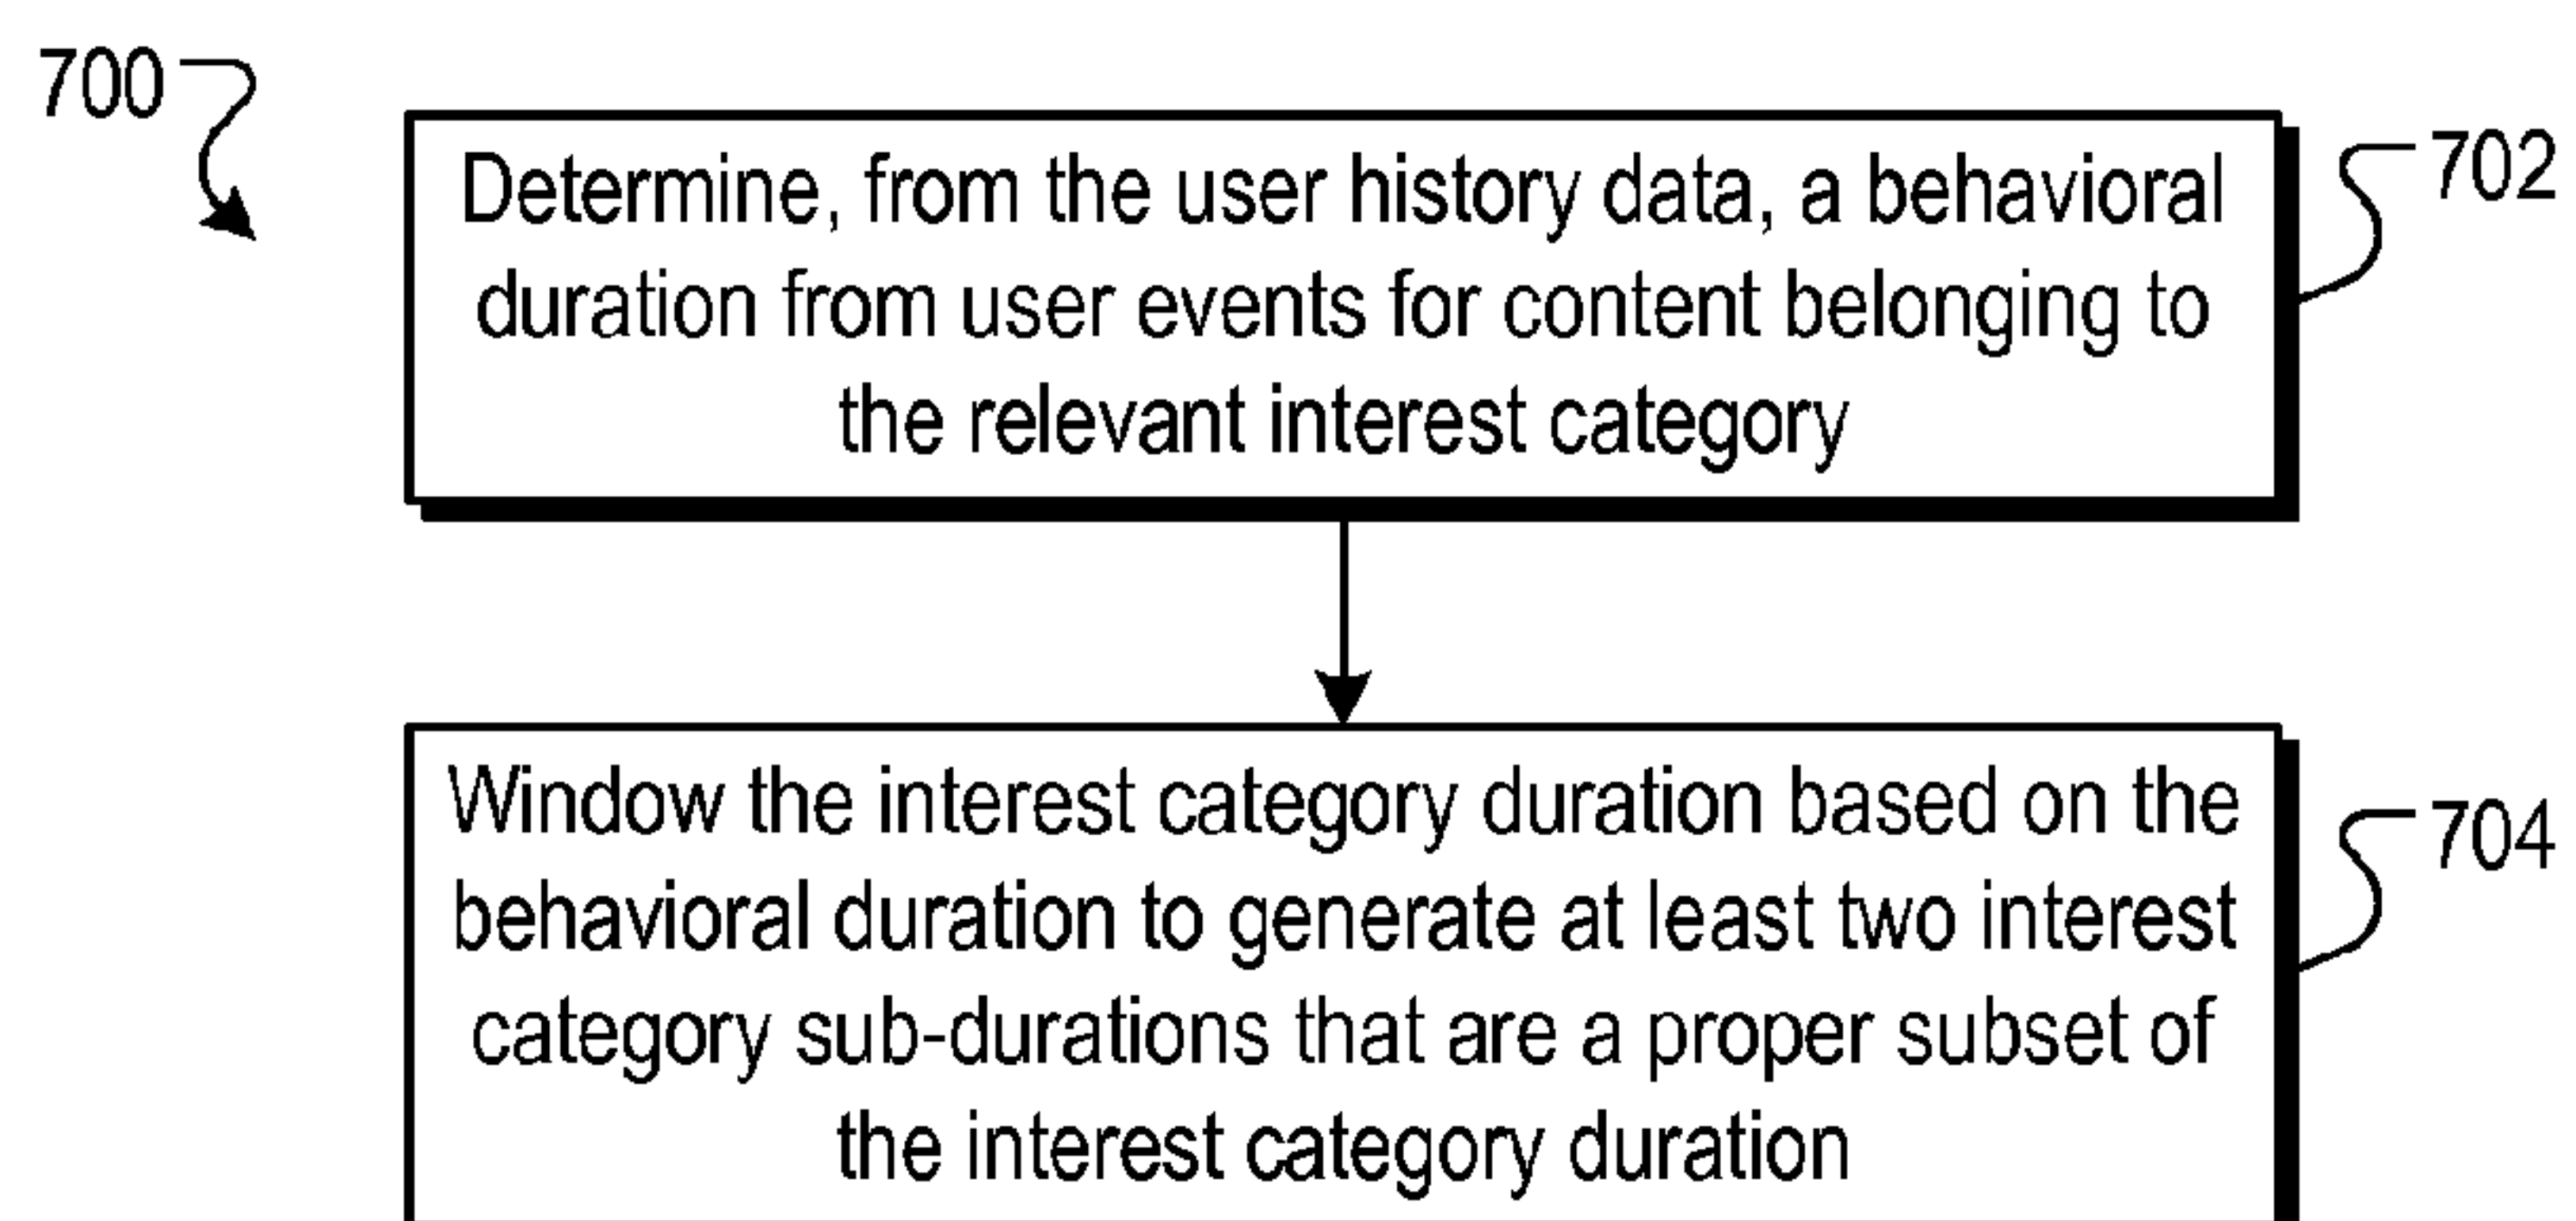 700
Determine, from the user history data, a behavioral
duration from user events for content belonging to
the relevant interest category
702
Window the interest category duration based on the
behavioral duration to generate at least two interest
category sub-durations that are a proper subset of
the interest category duration
704